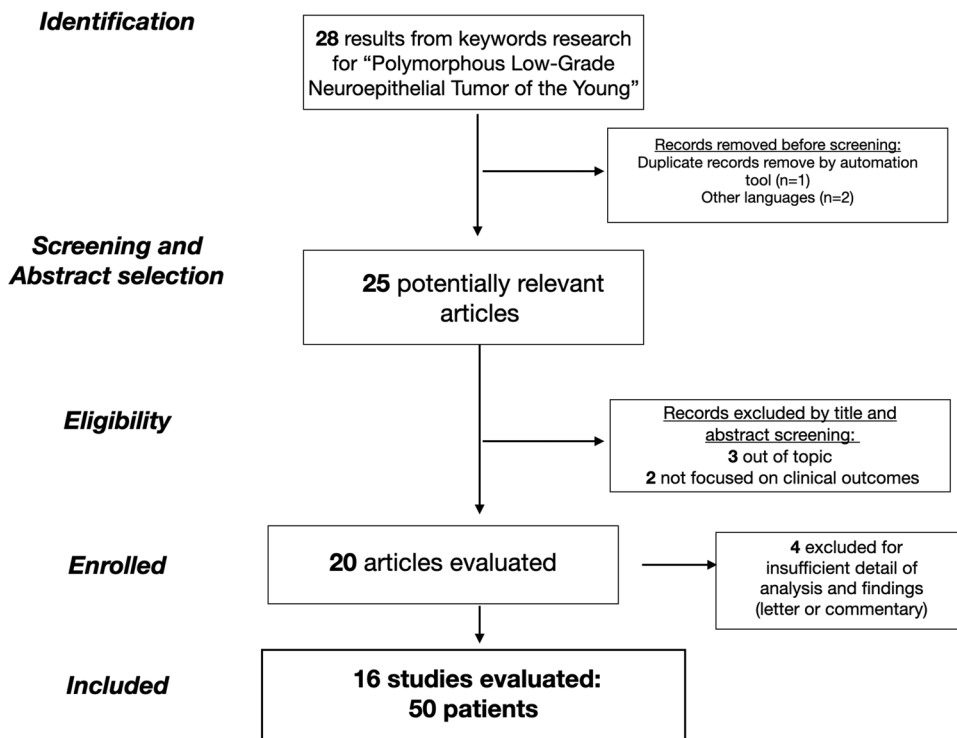 Identification
28 results from keywords research
for “Polymorphous Low-Grade
Neuroepithelial Tumor of the Young”
Records removed before screening:
Duplicate records remove by automation
tool (n=1)
Other languages (n=2)
Screening and
Abstract selection
25 potentially relevant
articles
Eligibility
Records excluded by title and
abstract screening:
3 out of topic
2 not focused on clinical outcomes
Enrolled
20 articles evaluated
4 excluded for
insufficient detail of
analysis and findings
(letter or commentary)
Included
16 studies evaluated:
50 patients